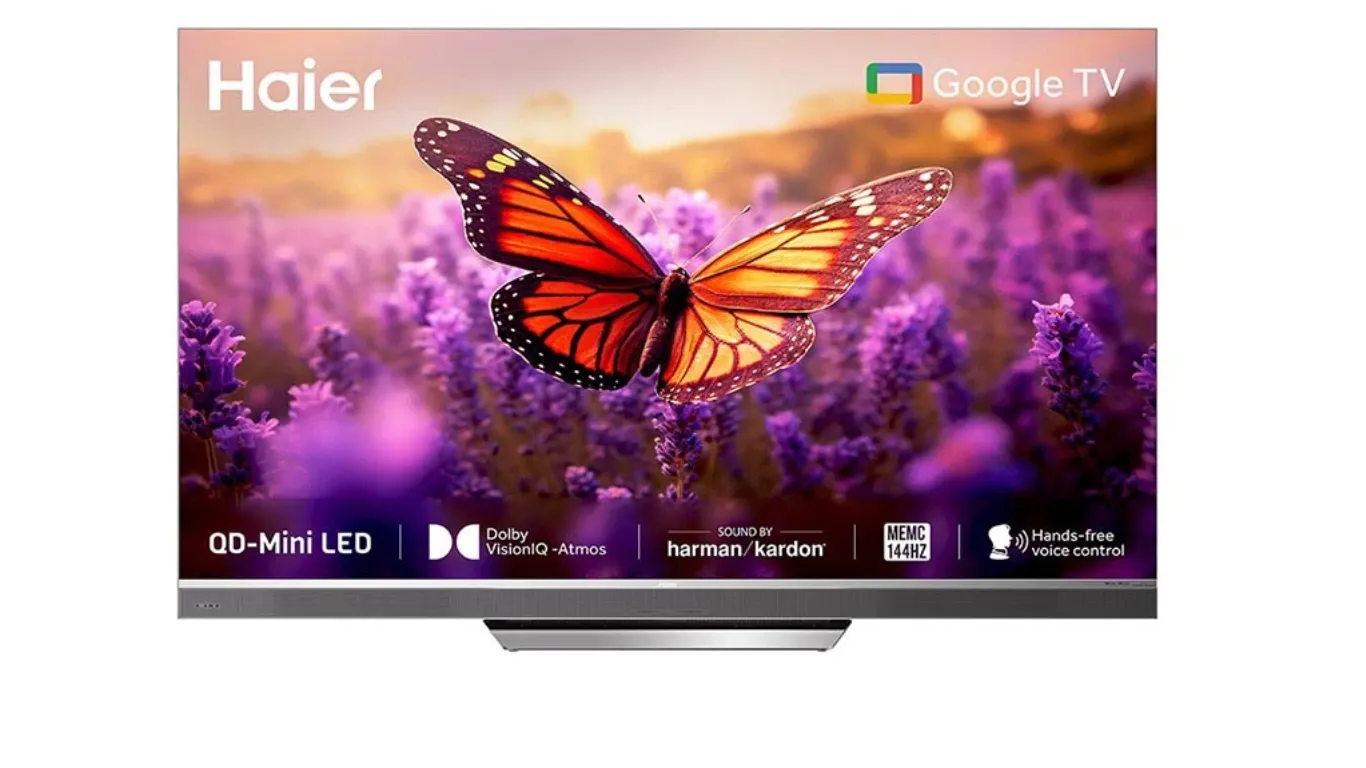 Haier
Google TV
QD-Mini LED
Dolby
VisionIQ -Atmos
SOUND BY
harman/kardon
MEMC
144HZ
Hands-free
voice control